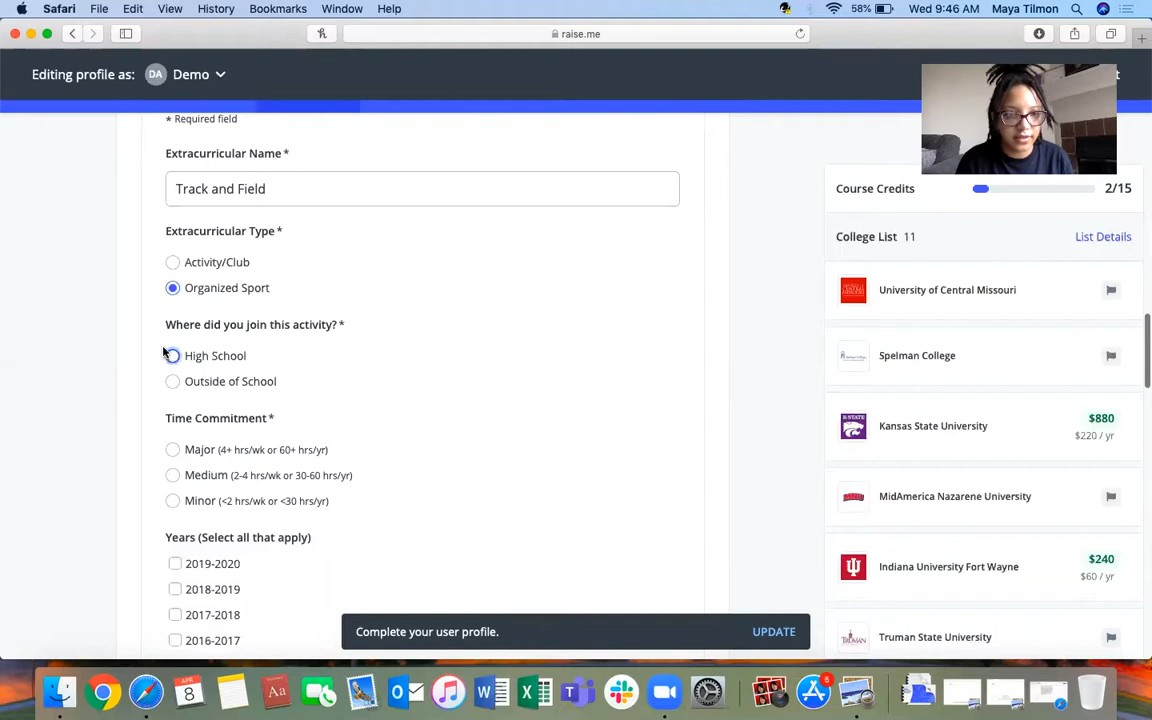 Safari File Edit View History Bookmarks Window Help 58% Wed 9:46 AM Maya Tilmon
raise.me
Editing profile as: DA Demo
* Required field
Extracurricular Name *
Track and Field
Extracurricular Type *
Activity/Club
Organized Sport
Where did you join this activity? *
High School
Outside of School
Time Commitment *
Major (4+ hrs/wk or 60+ hrs/yr)
Medium (2-4 hrs/wk or 30-60 hrs/yr)
Minor (<2 hrs/wk or <30 hrs/yr)
Years (Select all that apply)
2019-2020
2018-2019
2017-2018
2016-2017
Complete your user profile. UPDATE
Course Credits 2/15
College List 11 List Details
University of Central Missouri
Spelman College
Kansas State University $880
$220 / yr
MidAmerica Nazarene University
Indiana University Fort Wayne $240
$60 / yr
Truman State University
APR
8
6